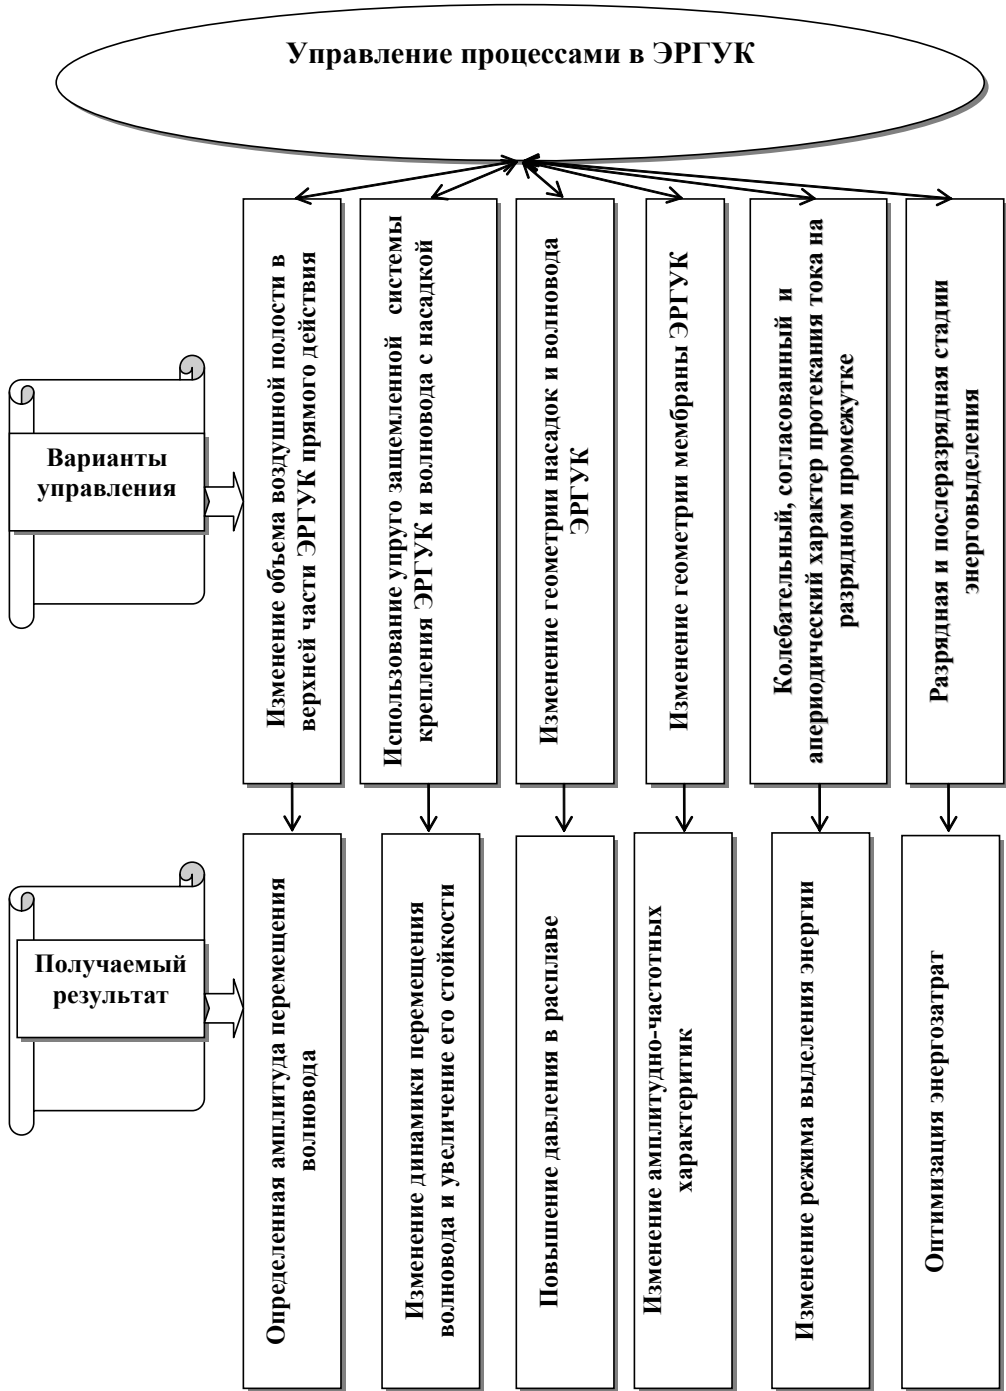 Управление процессами в ЭРГУК
Варианты
управления
Изменение объема воздушной полости в
верхней части ЭРГУК прямого действия
Использование упруго защемленной системы
крепления ЭРГУК и волновода с насадкой
Изменение геометрии насадок и волновода
ЭРГУК
Изменение геометрии мембраны ЭРГУК
Колебательный, согласованный и
апериодический характер протекания тока на
разрядном промежутке
Разрядная и послеразрядная стадии
энерговыделения
Получаемый
результат
Определенная амплитуда перемещения
волновода
Изменение динамики перемещения
волновода и увеличение его стойкости
Повышение давления в расплаве
Изменение амплитудно-частотных
характеритик
Изменение режима выделения энергии
Оптимизация энергозатрат